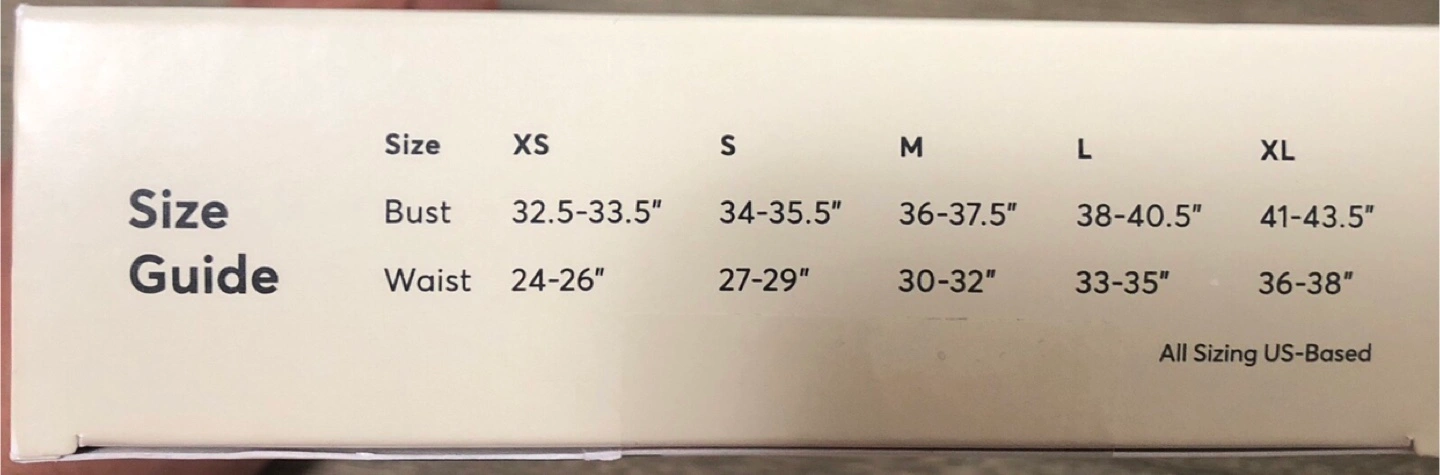 Size XS S M L XL
Size Guide
Bust 32.5-33.5" 34-35.5" 36-37.5" 38-40.5" 41-43.5"
Waist 24-26" 27-29" 30-32" 33-35" 36-38"
All Sizing US-Based